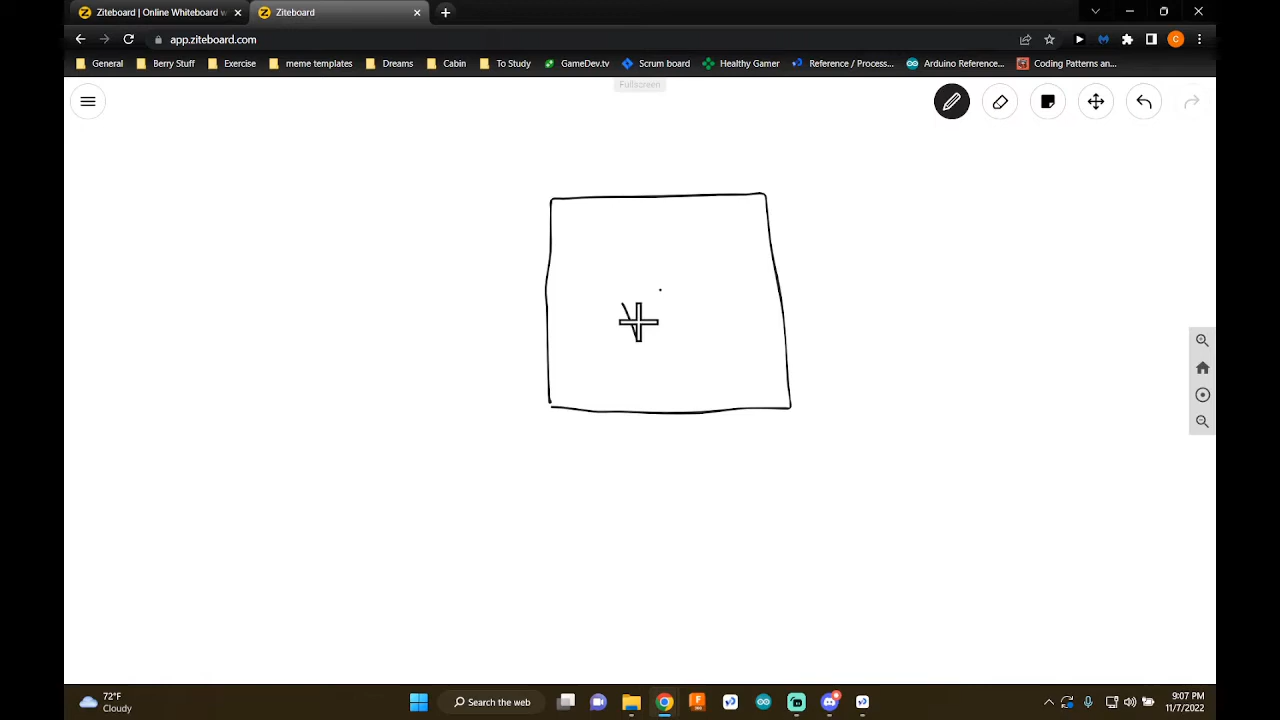 Ziteboard | Online Whiteboard w
Ziteboard
app.ziteboard.com
C
General
Berry Stuff
Exercise
meme templates
Dreams
Cabin
To Study
GameDev.tv
Scrum board
Healthy Gamer
Reference / Process...
Arduino Reference...
Coding Patterns an...
Fullscreen
72°F
Cloudy
Search the web
9:07 PM
11/7/2022